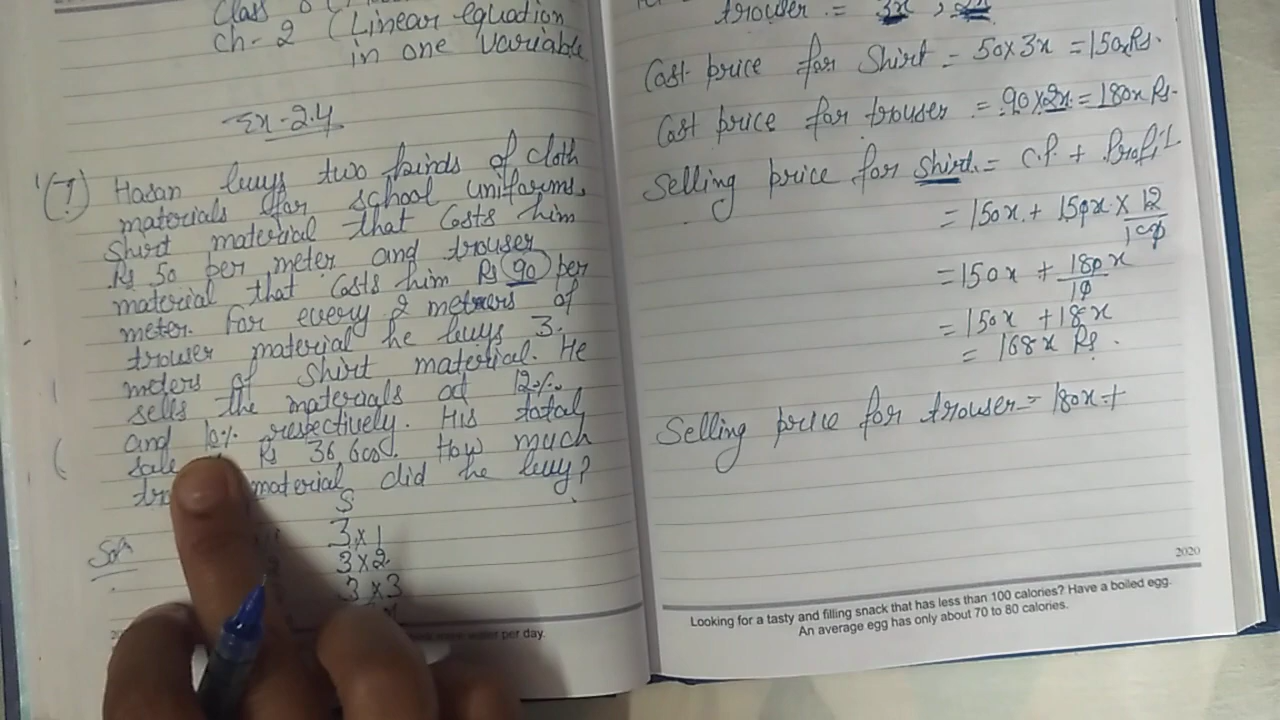 Class 8
Ch-2 (Linear equation
in one variable
Ex-2.4
(7) Hasan buys two kinds of cloth
materials for school uniforms,
shirt material that costs him
Rs 50 per meter and trouser
material that costs him Rs 90 per
meter. For every 2 meters of
trouser material he buys 3
meters of shirt material. He
sells the materials at 12%
and 10% respectively. His total
sale Rs 36,600. How much
material did he buy?
S
Soln
3x1
3x2
3x3
per day.
trouser = 3x, 2x
Cost price for Shirt = 50x3x = 150x Rs.
Cost price for trouser = 90x2x = 180x Rs.
Selling price for Shirt = C.P. + Profit
= 150x + 150x x 12/100
= 150x + 180x/10
= 150x + 18x
= 168x Rs.
Selling price for trouser = 180x +
2020
Looking for a tasty and filling snack that has less than 100 calories? Have a boiled egg.
An average egg has only about 70 to 80 calories.